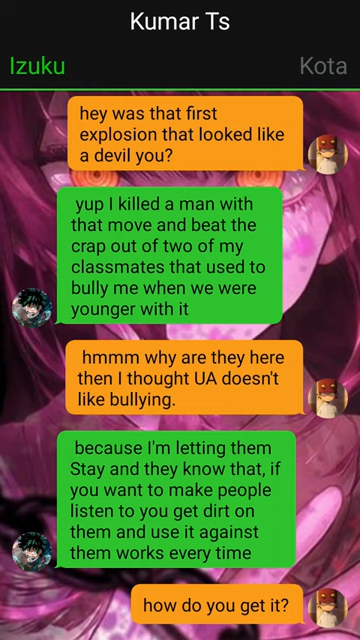 Kumar Ts
Izuku
Kota
hey was that first
explosion that looked like
a devil you?
yup I killed a man with
that move and beat the
crap out of two of my
classmates that used to
bully me when we were
younger with it
hmmm why are they here
then I thought UA doesn't
like bullying.
because I'm letting them
Stay and they know that, if
you want to make people
listen to you get dirt on
them and use it against
them works every time
how do you get it?